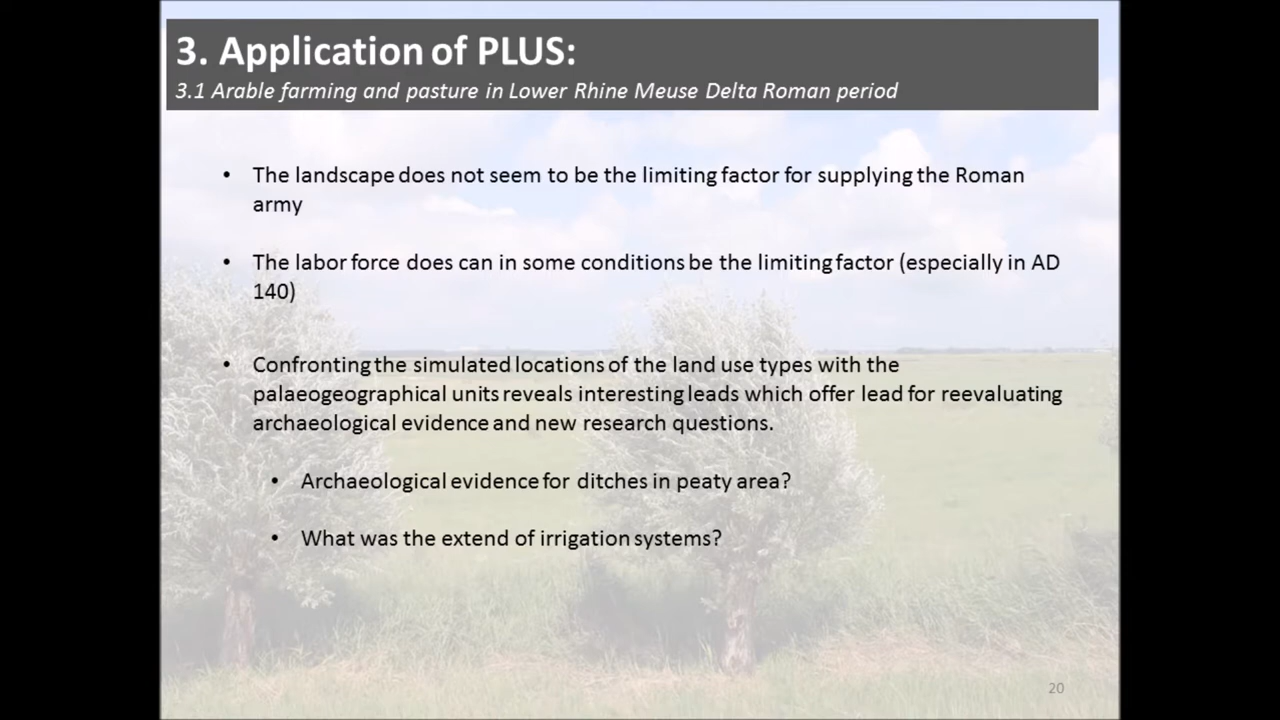 3. Application of PLUS:
3.1 Arable farming and pasture in Lower Rhine Meuse Delta Roman period
• The landscape does not seem to be the limiting factor for supplying the Roman
army
• The labor force does can in some conditions be the limiting factor (especially in AD
140)
• Confronting the simulated locations of the land use types with the
palaeogeographical units reveals interesting leads which offer lead for reevaluating
archaeological evidence and new research questions.
• Archaeological evidence for ditches in peaty area?
• What was the extend of irrigation systems?
20